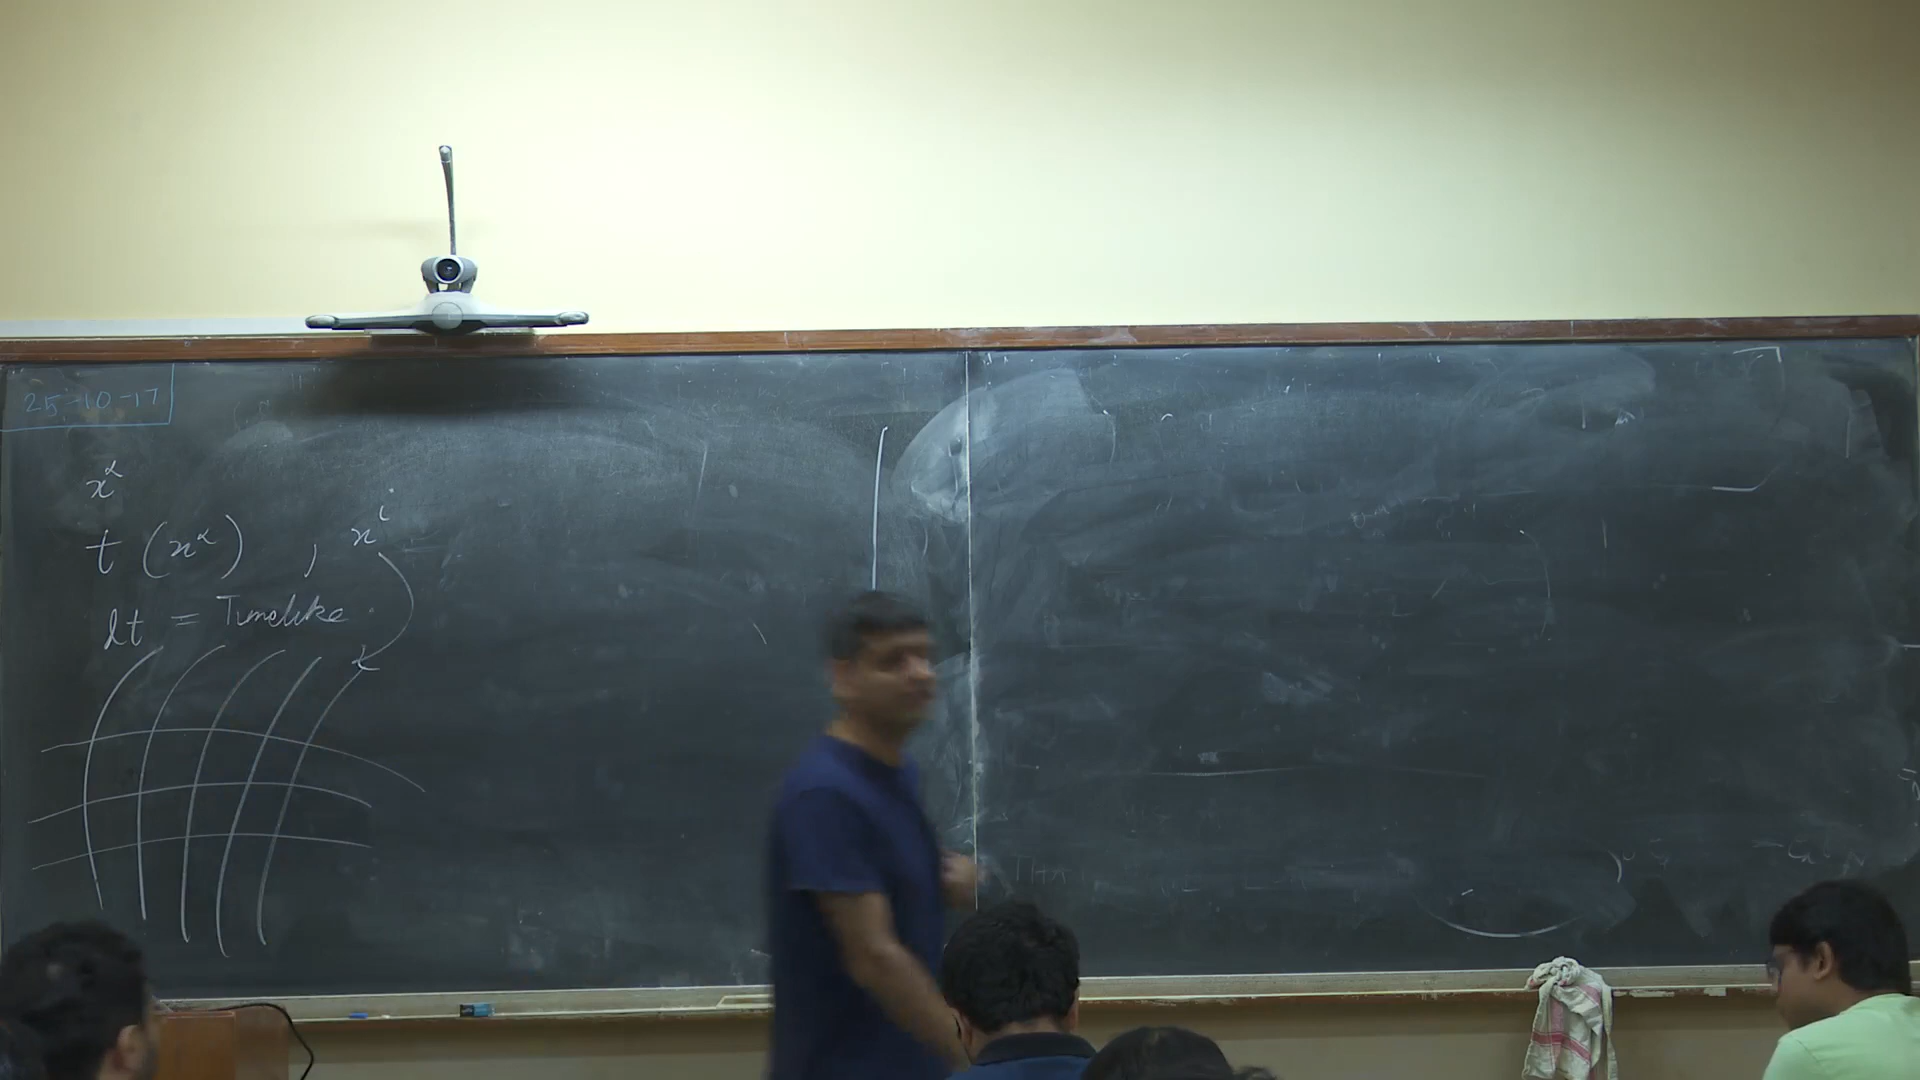 25-10-17
x^α
t (x^α) , x^i
dt = Timelike